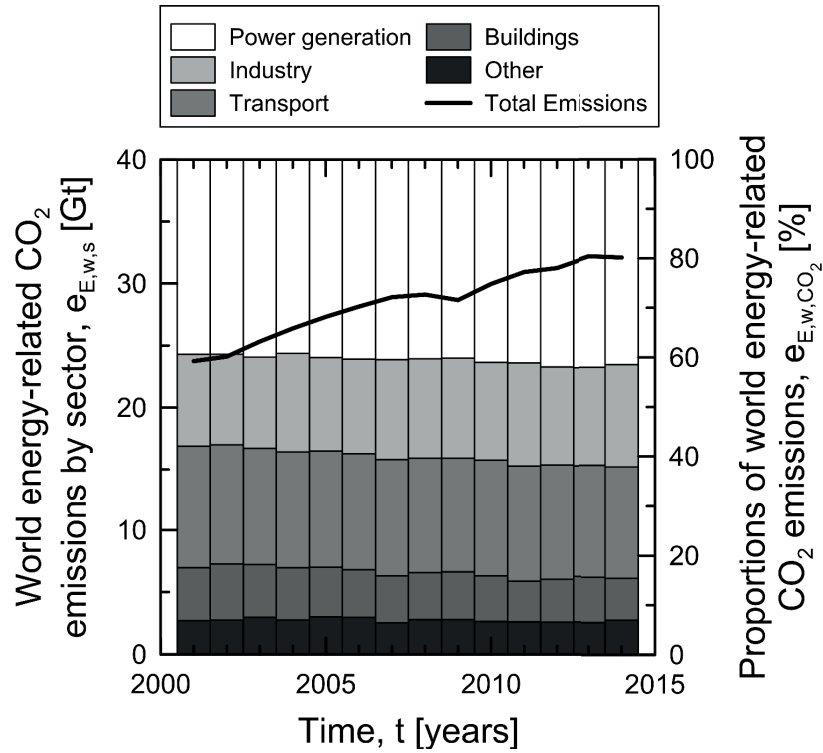 Power generation
Industry
Transport
Buildings
Other
Total Emissions
World energy-related CO₂
emissions by sector, e_E,w,s [Gt]
40
30
20
10
0
100
80
60
40
20
0
Proportions of world energy-related
CO₂ emissions, e_E,w,CO₂ [%]
2000
2005
2010
2015
Time, t [years]